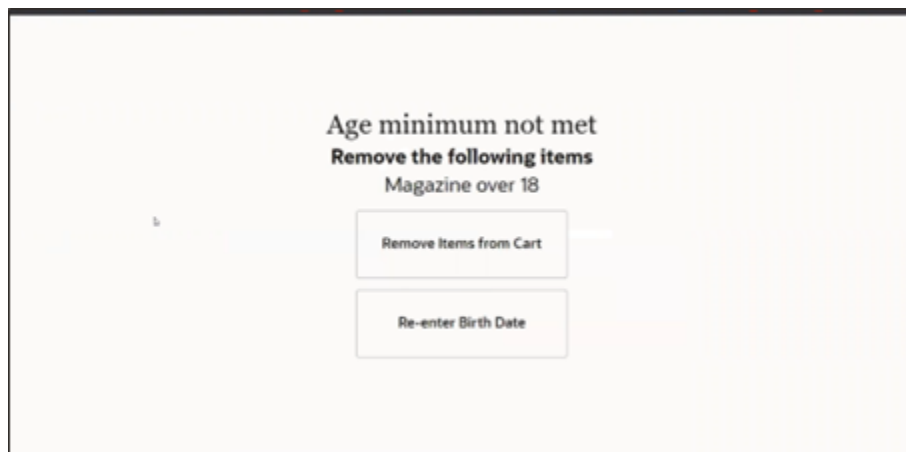 Age minimum not met
Remove the following items
Magazine over 18
Remove Items from Cart
Re-enter Birth Date